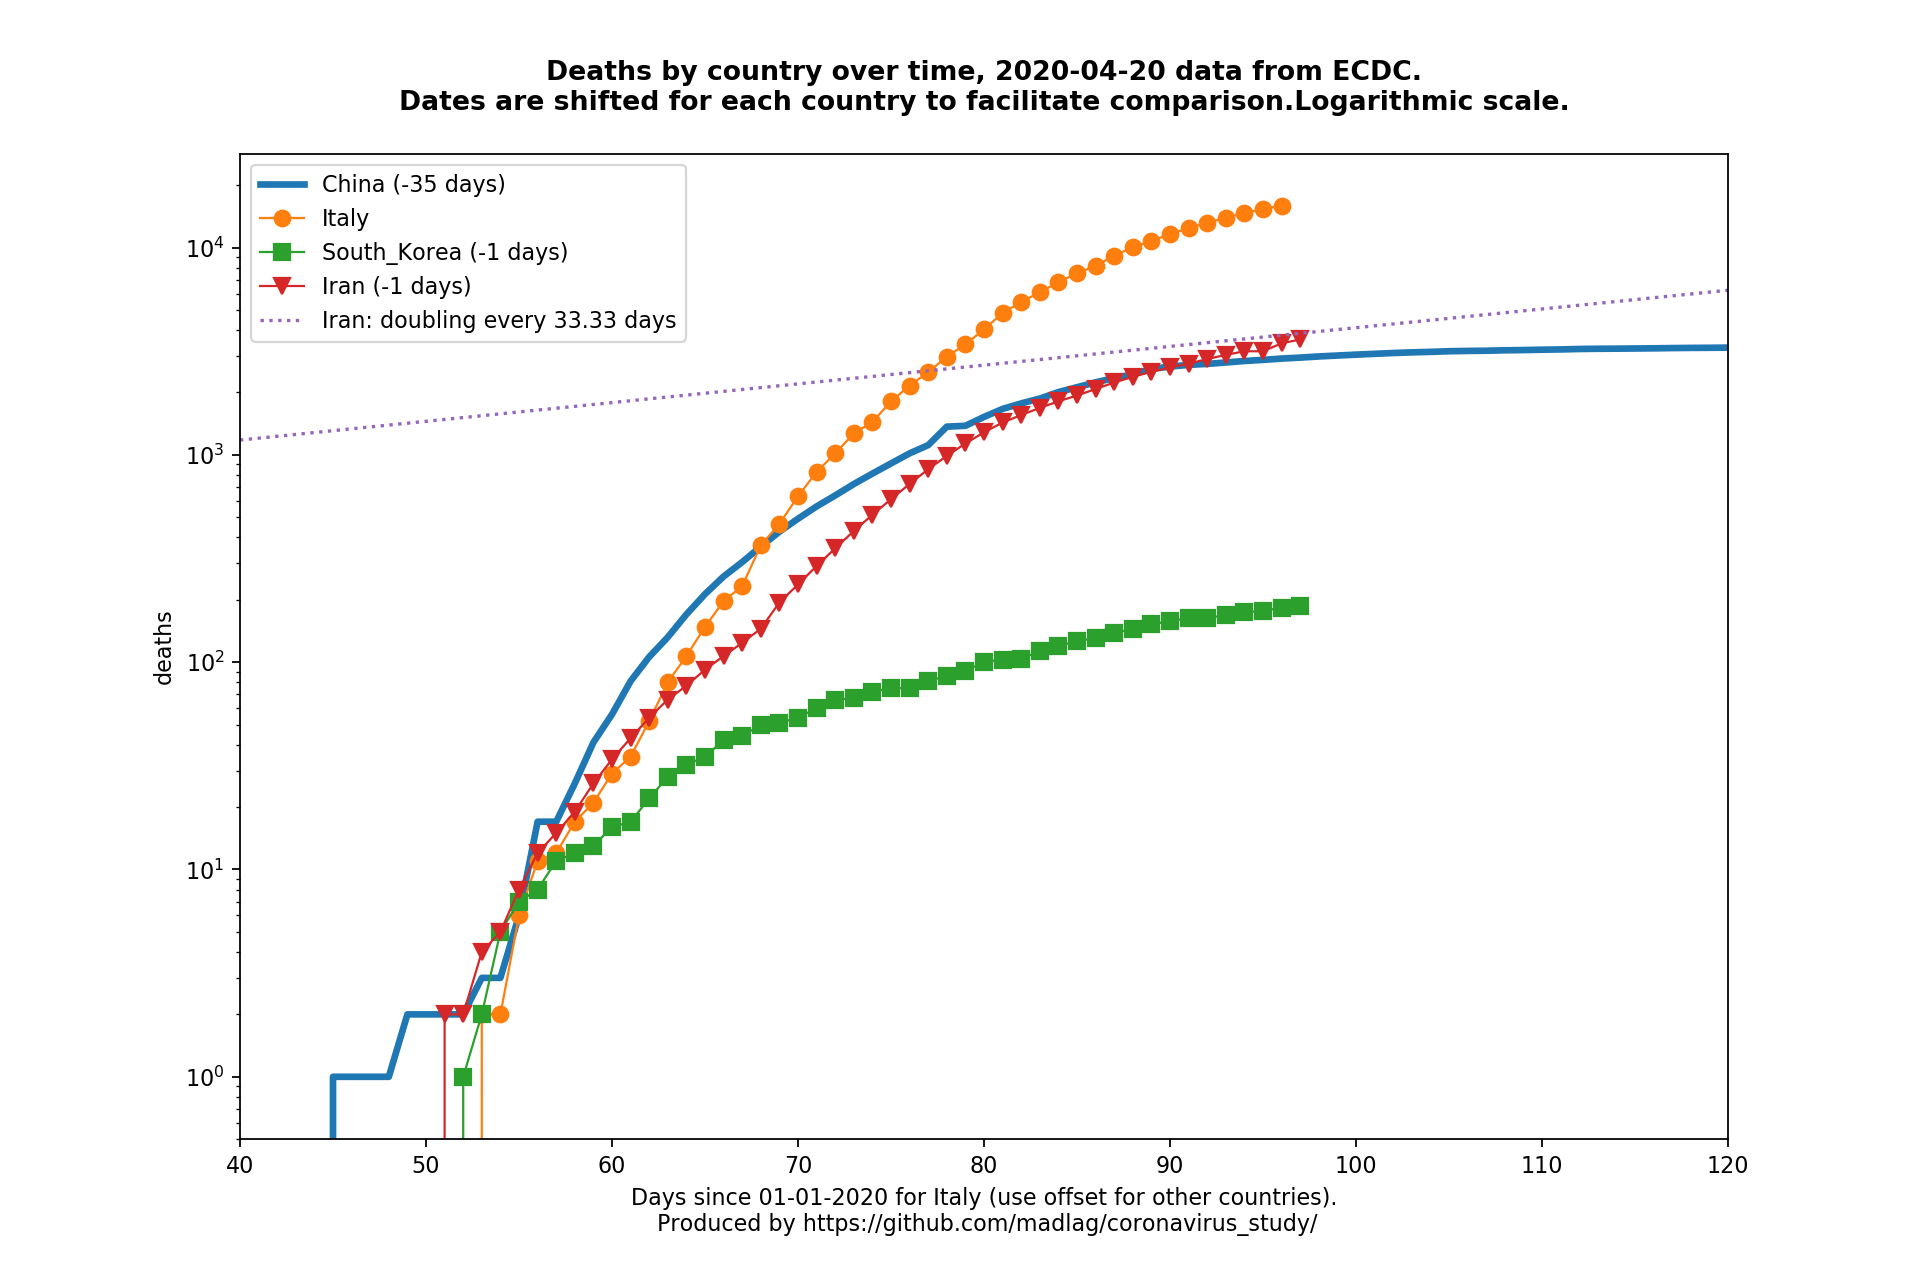 Deaths by country over time, 2020-04-20 data from ECDC.
Dates are shifted for each country to facilitate comparison.Logarithmic scale.
China (-35 days)
Italy
South_Korea (-1 days)
Iran (-1 days)
Iran: doubling every 33.33 days
deaths
10⁴
10³
10²
10¹
10⁰
40 50 60 70 80 90 100 110 120
Days since 01-01-2020 for Italy (use offset for other countries).
Produced by https://github.com/madlag/coronavirus_study/